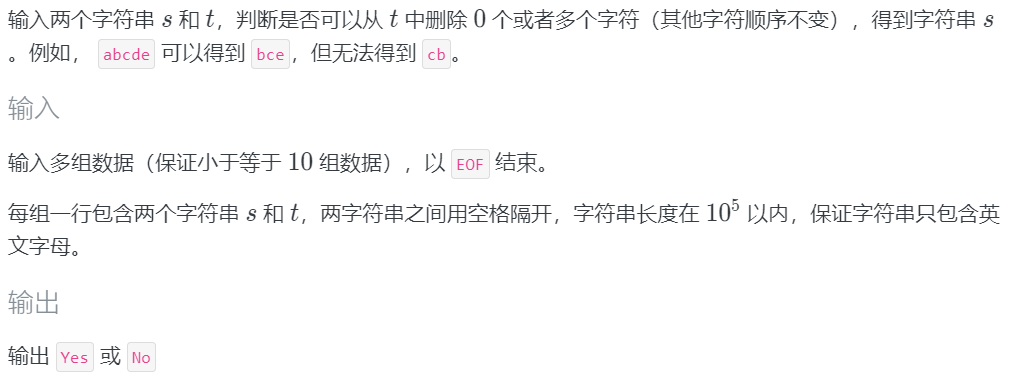 输入两个字符串 s 和 t，判断是否可以从 t 中删除 0 个或者多个字符（其他字符顺序不变），得到字符串 s
。例如， abcde 可以得到 bce，但无法得到 cb。
输入
输入多组数据（保证小于等于 10 组数据），以 EOF 结束。
每组一行包含两个字符串 s 和 t，两字符串之间用空格隔开，字符串长度在 10^5 以内，保证字符串只包含英
文字母。
输出
输出 Yes 或 No